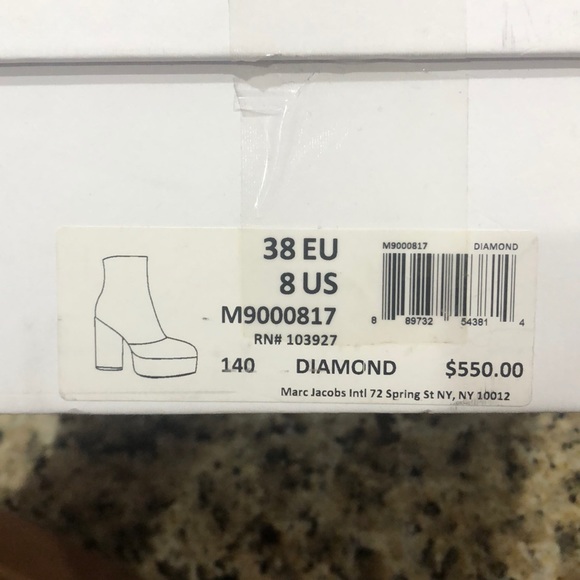 38 EU
8 US
M9000817
RN# 103927
140 DIAMOND $550.00
Marc Jacobs Intl 72 Spring St NY, NY 10012
M9000817 DIAMOND
8 89732 54381 4